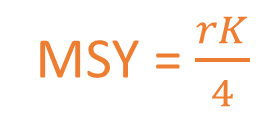 MSY = rK/4